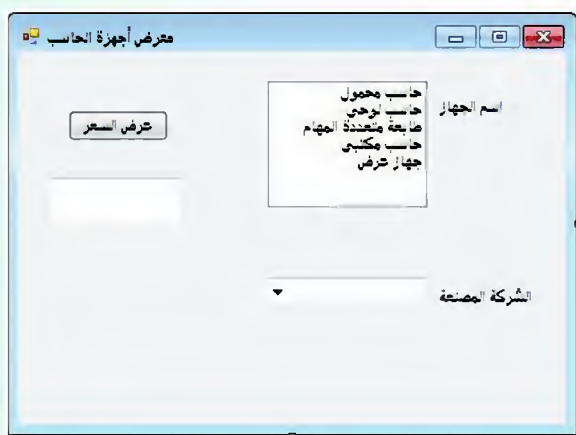 معرض أجهزة الحاسب
اسم الجهاز
حاسب محمول
حاسب لوحي
طابعة متعددة المهام
حاسب مكتبي
جهاز عرض
عرض السعر
الشركة المصنعة